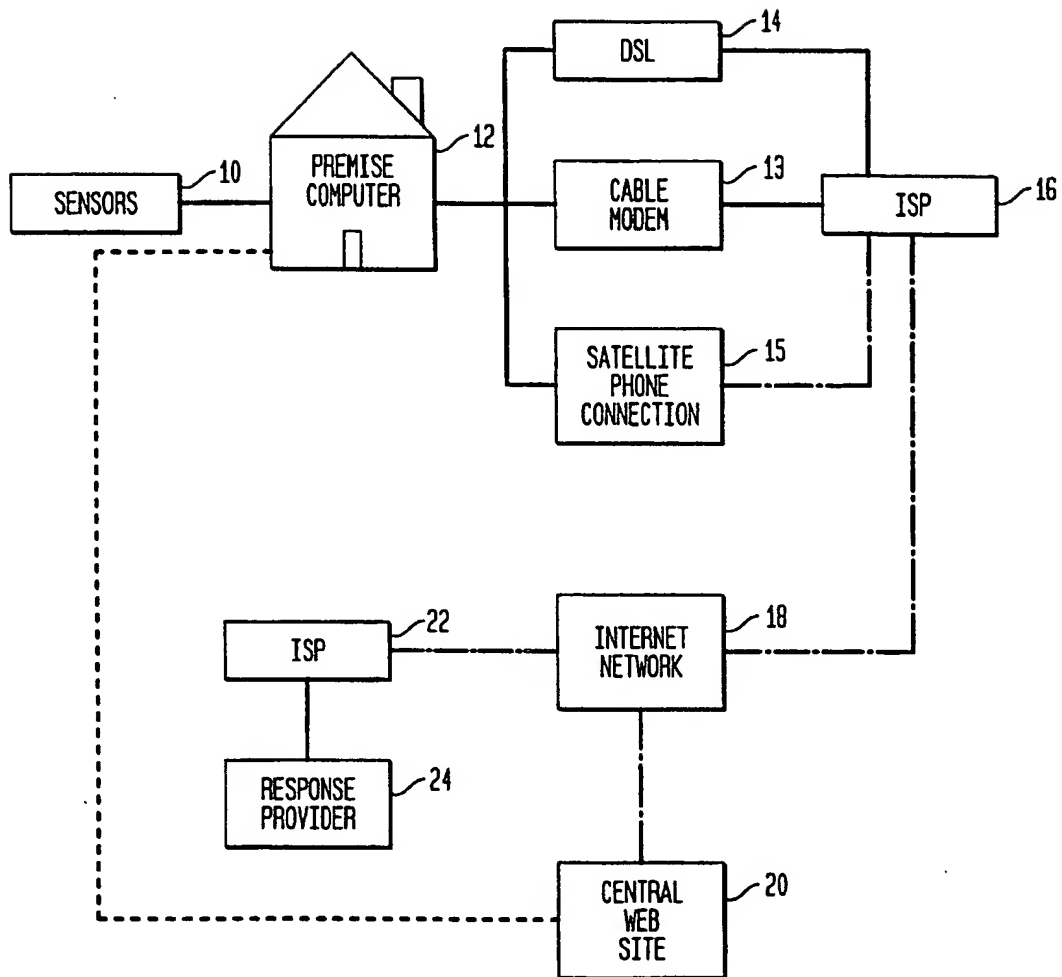 14
DSL
12
PREMISE
COMPUTER
10
SENSORS
13
CABLE
MODEM
16
ISP
15
SATELLITE
PHONE
CONNECTION
22
ISP
18
INTERNET
NETWORK
24
RESPONSE
PROVIDER
20
CENTRAL
WEB
SITE